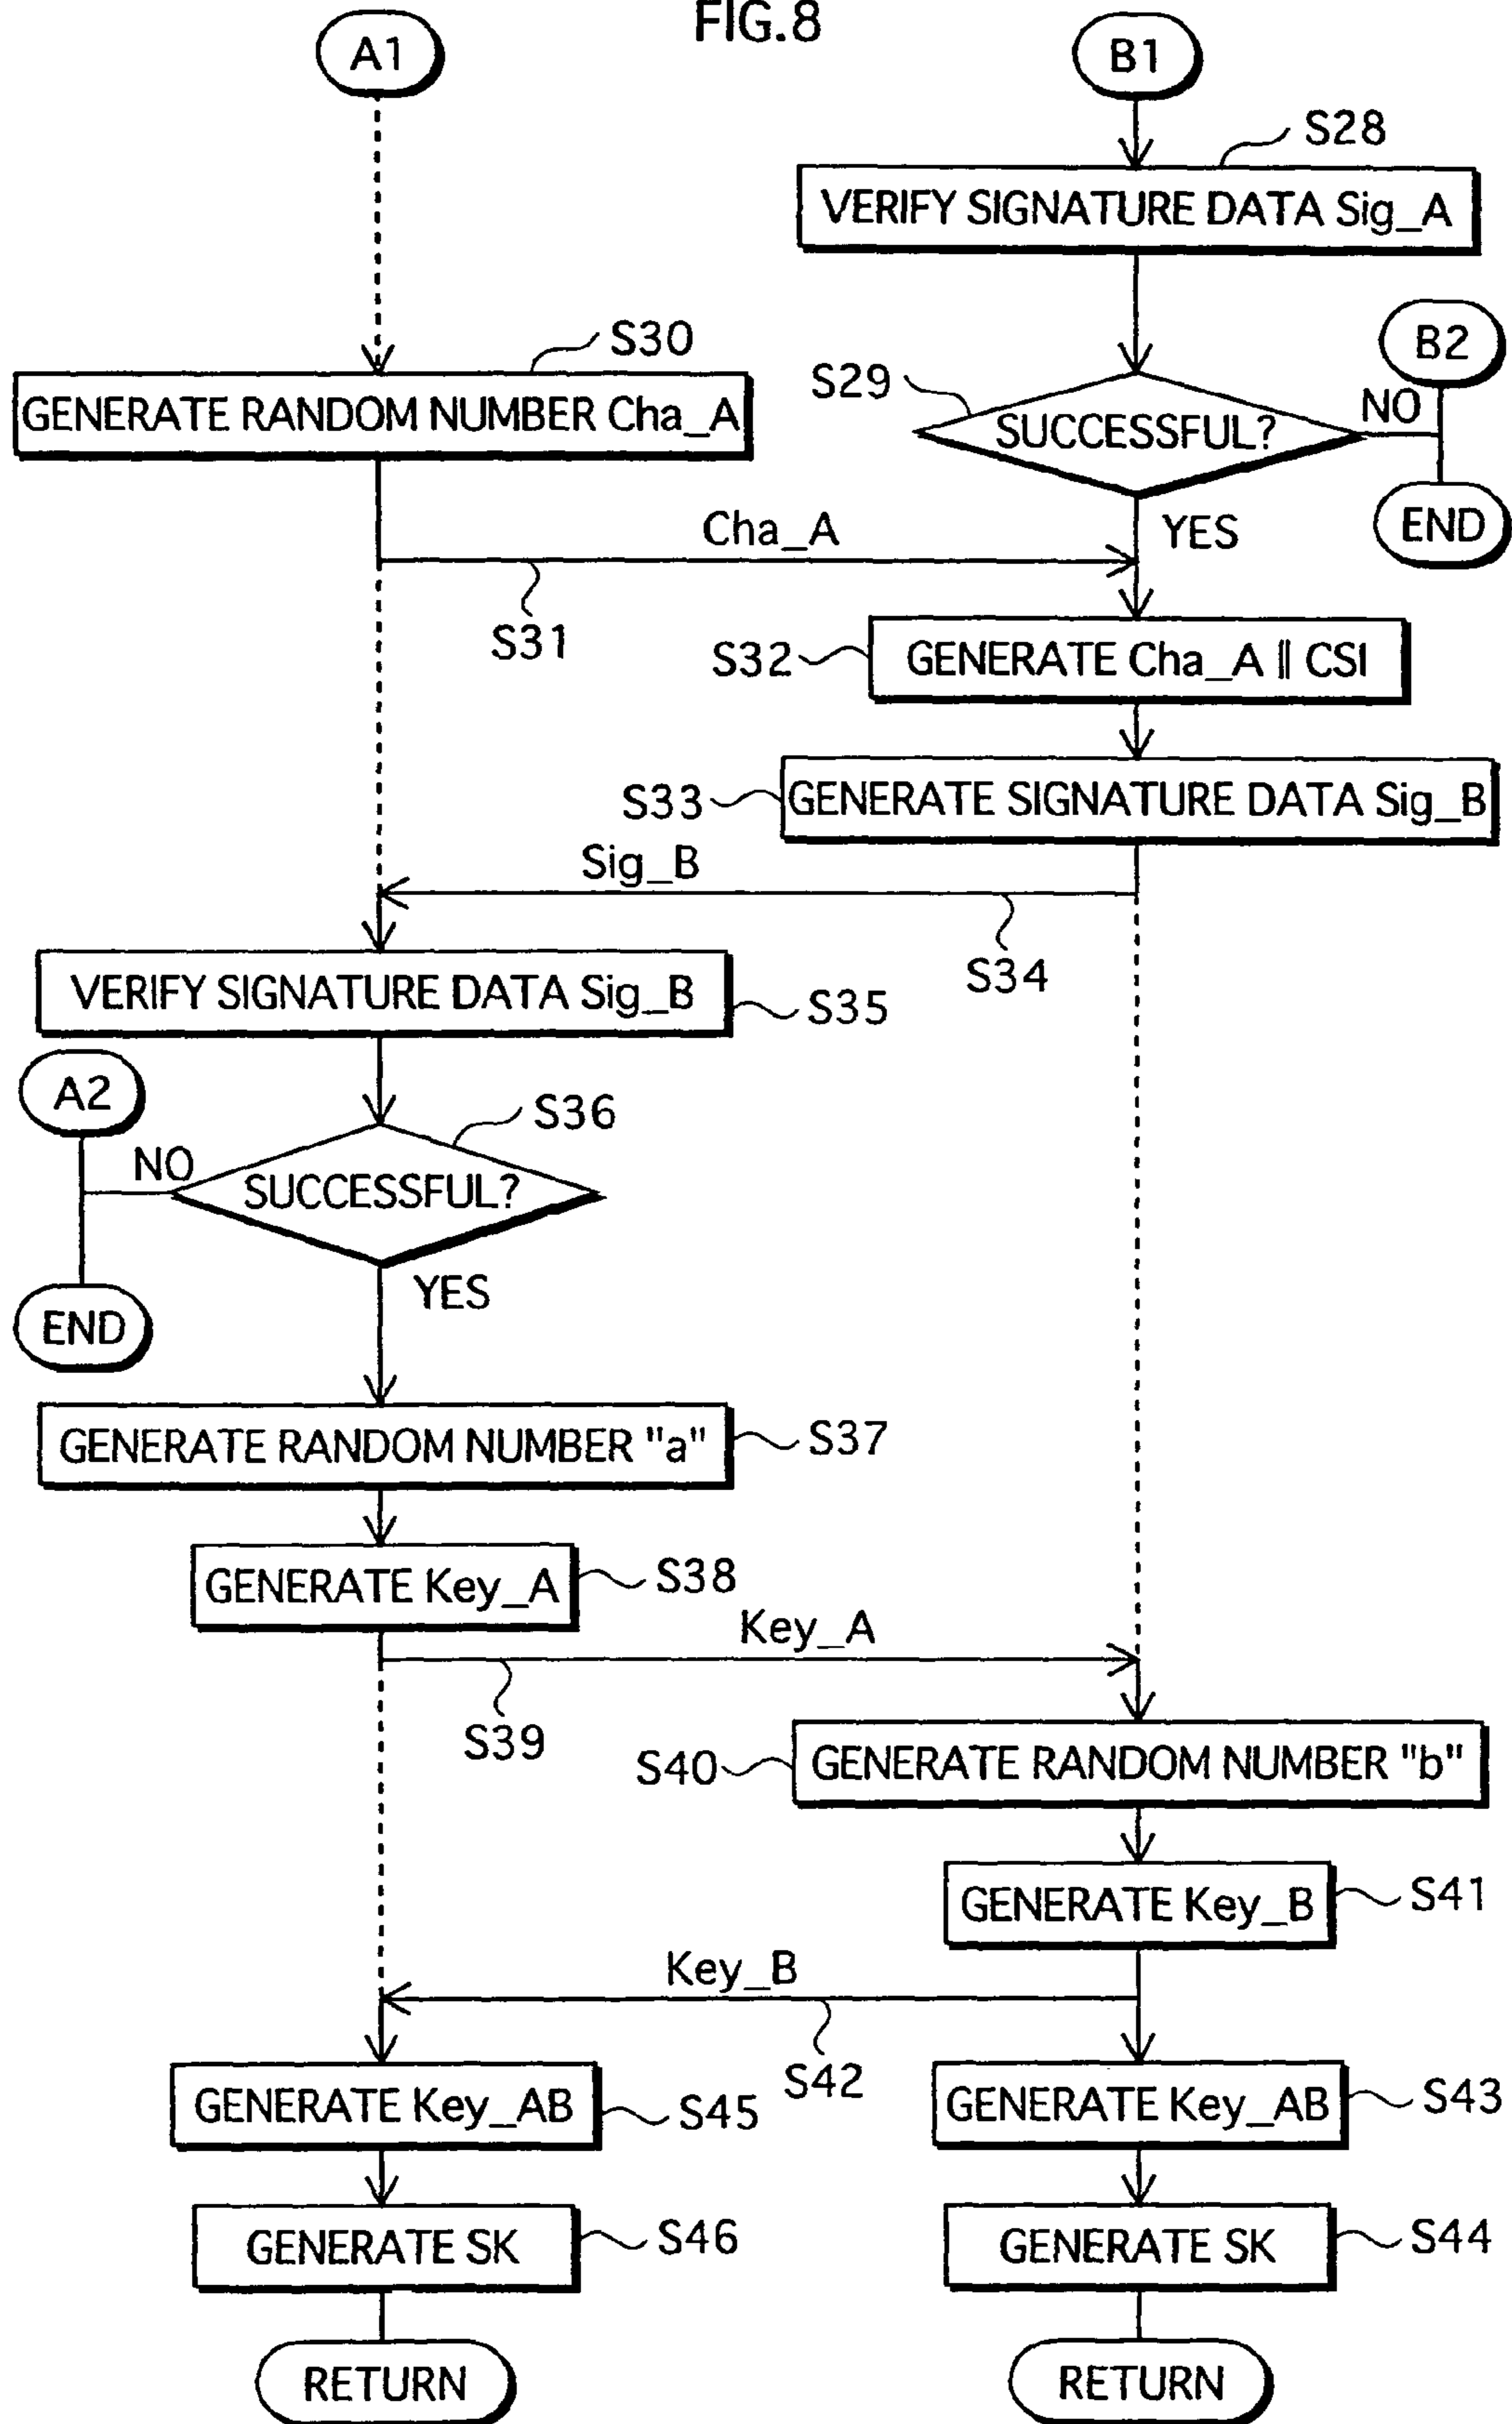 FIG.8
A1
B1
S28
VERIFY SIGNATURE DATA Sig_A
S30
GENERATE RANDOM NUMBER Cha_A
B2
S29
SUCCESSFUL?
NO
END
YES
Cha_A
S31
S32
GENERATE Cha_A || CSI
S33
GENERATE SIGNATURE DATA Sig_B
Sig_B
S34
VERIFY SIGNATURE DATA Sig_B
S35
A2
S36
NO
SUCCESSFUL?
YES
END
GENERATE RANDOM NUMBER "a"
S37
GENERATE Key_A
S38
Key_A
S39
S40
GENERATE RANDOM NUMBER "b"
GENERATE Key_B
S41
Key_B
S42
GENERATE Key_AB
S45
GENERATE Key_AB
S43
GENERATE SK
S46
GENERATE SK
S44
RETURN
RETURN